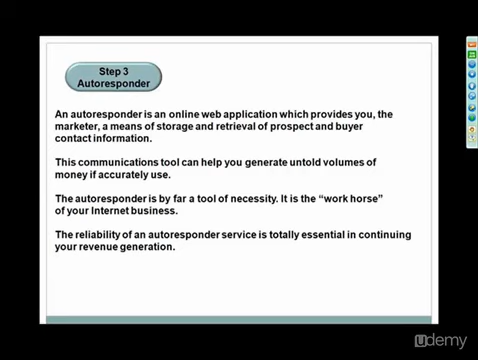 Step 3
Autoresponder
An autoresponder is an online web application which provides you, the
marketer, a means of storage and retrieval of prospect and buyer
contact information.
This communications tool can help you generate untold volumes of
money if accurately use.
The autoresponder is by far a tool of necessity. It is the “work horse”
of your Internet business.
The reliability of an autoresponder service is totally essential in continuing
your revenue generation.
udemy